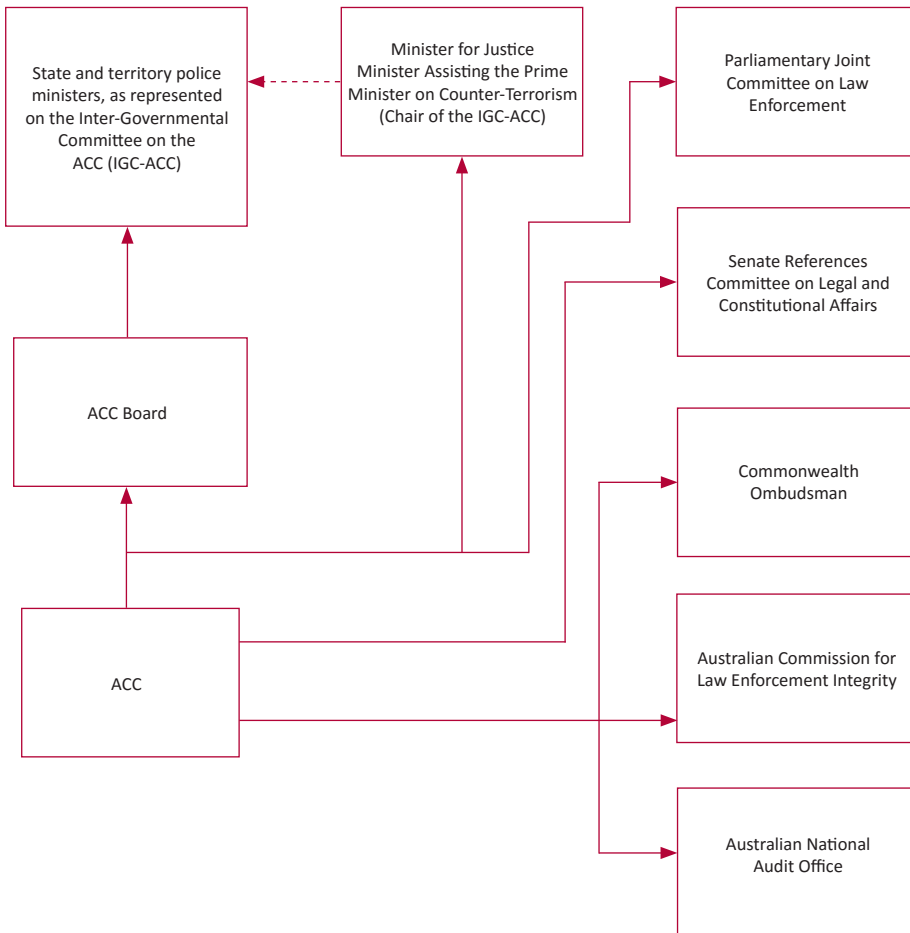 State and territory police
ministers, as represented
on the Inter-Governmental
Committee on the
ACC (IGC-ACC)
Minister for Justice
Minister Assisting the Prime
Minister on Counter-Terrorism
(Chair of the IGC-ACC)
Parliamentary Joint
Committee on Law
Enforcement
Senate References
Committee on Legal and
Constitutional Affairs
ACC Board
Commonwealth
Ombudsman
ACC
Australian Commission for
Law Enforcement Integrity
Australian National
Audit Office